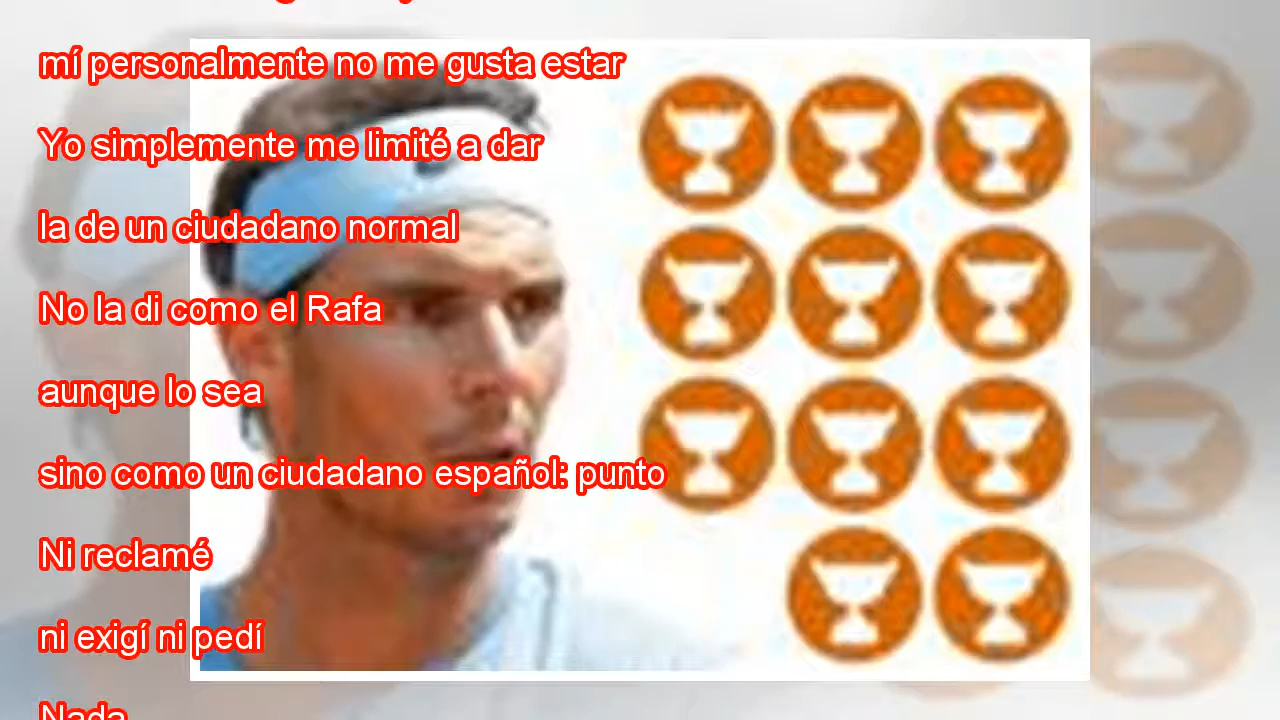 mí personalmente no me gusta estar
Yo simplemente me limité a dar
la de un ciudadano normal
No la di como el Rafa
aunque lo sea
sino como un ciudadano español: punto
Ni reclamé
ni exigí ni pedí
Nada